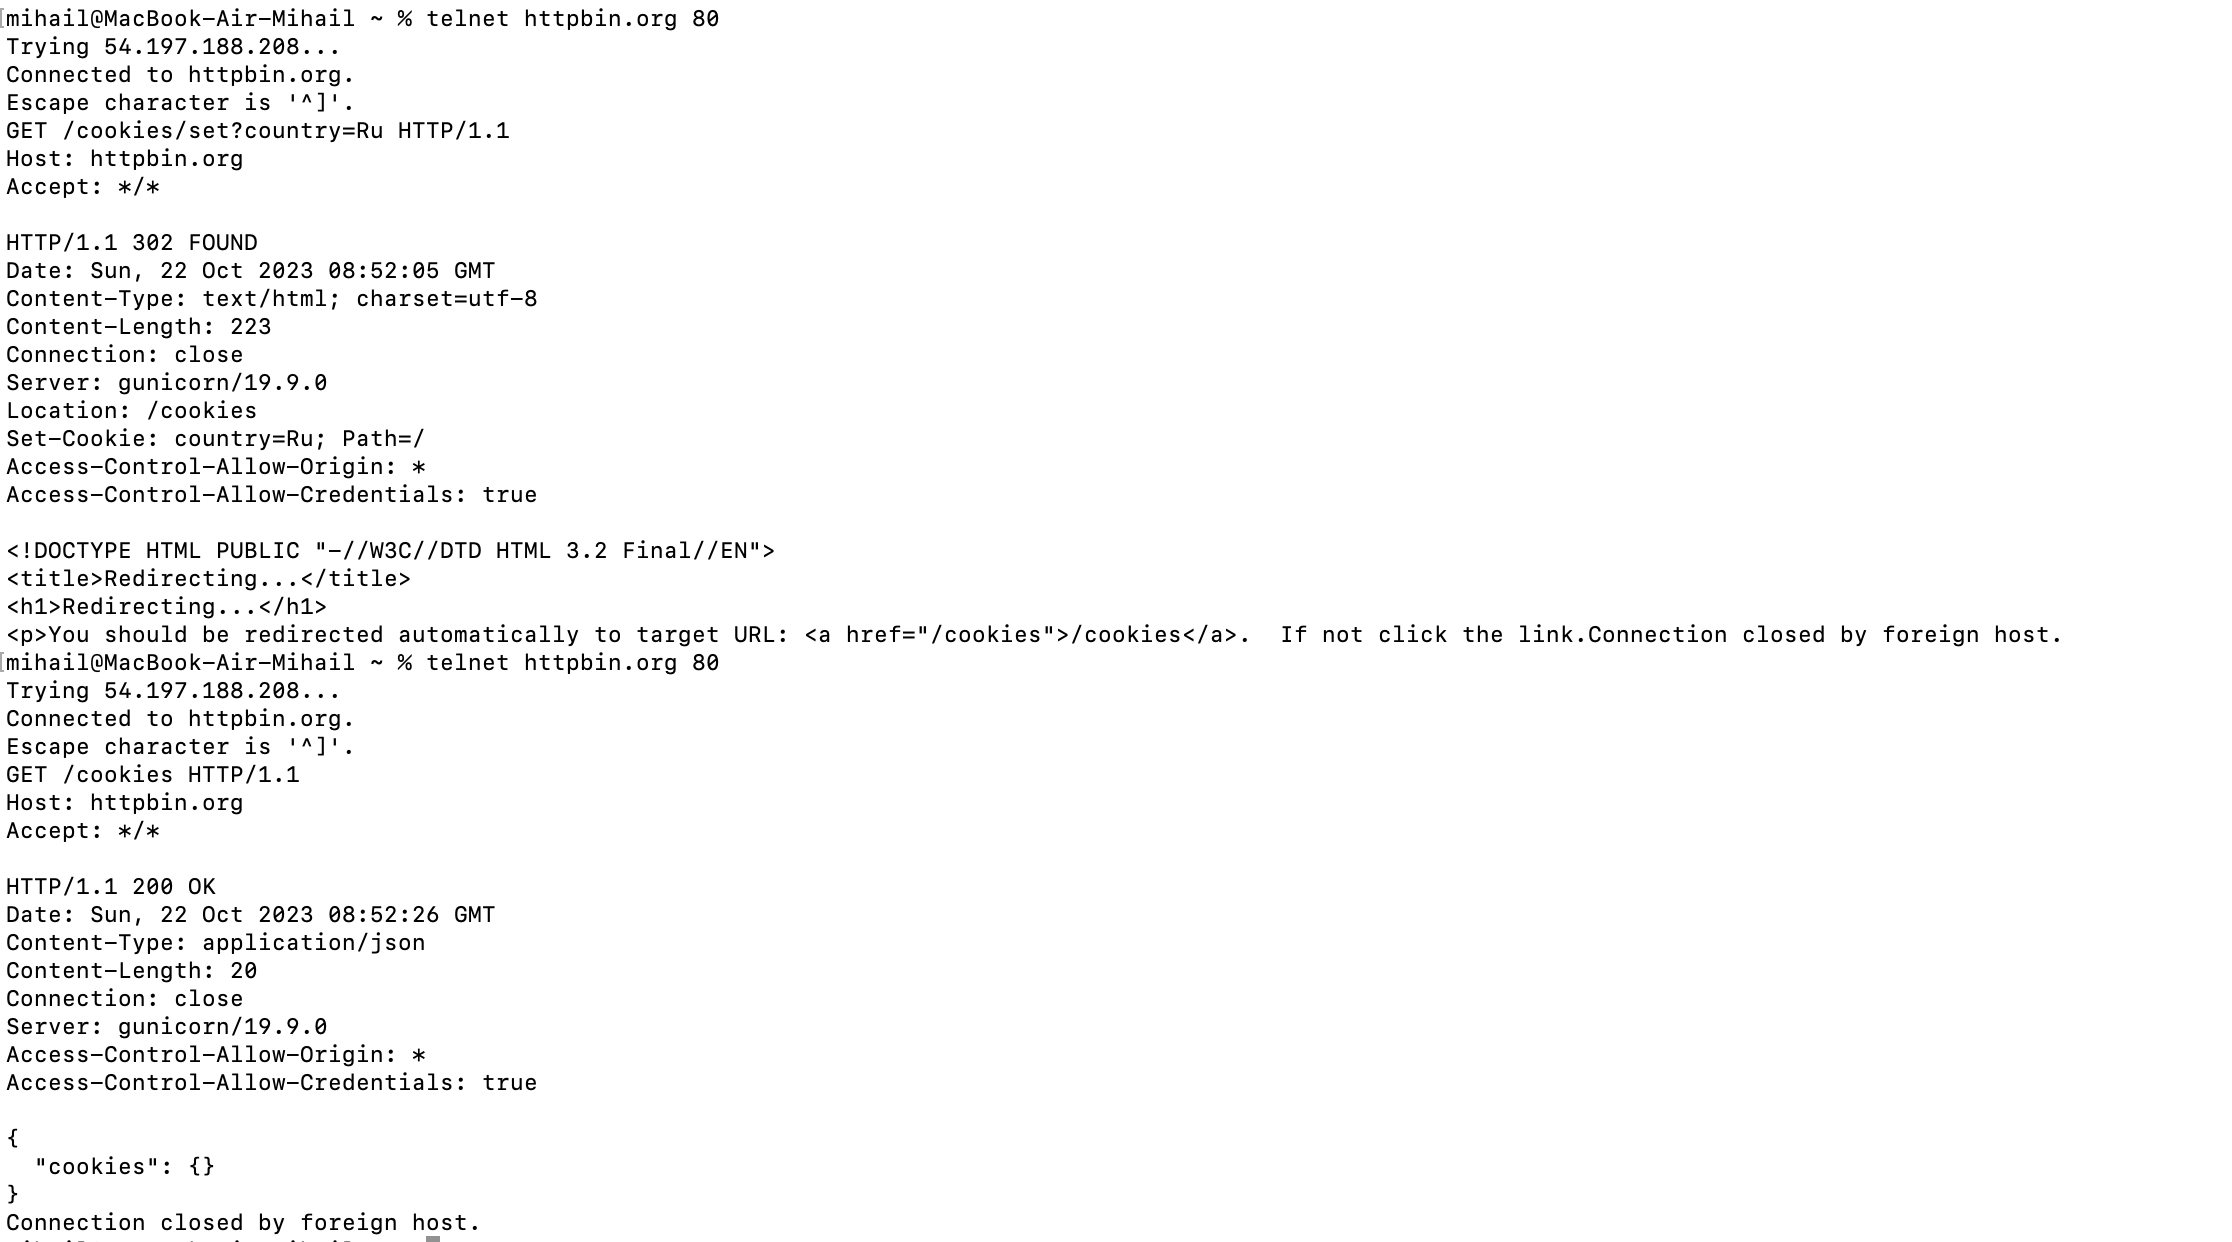 mihail@MacBook-Air-Mihail ~ % telnet httpbin.org 80
Trying 54.197.188.208...
Connected to httpbin.org.
Escape character is '^]'.
GET /cookies/set?country=Ru HTTP/1.1
Host: httpbin.org
Accept: */*

HTTP/1.1 302 FOUND
Date: Sun, 22 Oct 2023 08:52:05 GMT
Content-Type: text/html; charset=utf-8
Content-Length: 223
Connection: close
Server: gunicorn/19.9.0
Location: /cookies
Set-Cookie: country=Ru; Path=/
Access-Control-Allow-Origin: *
Access-Control-Allow-Credentials: true

<!DOCTYPE HTML PUBLIC "-//W3C//DTD HTML 3.2 Final//EN">
<title>Redirecting...</title>
<h1>Redirecting...</h1>
<p>You should be redirected automatically to target URL: <a href="/cookies">/cookies</a>.  If not click the link.Connection closed by foreign host.
mihail@MacBook-Air-Mihail ~ % telnet httpbin.org 80
Trying 54.197.188.208...
Connected to httpbin.org.
Escape character is '^]'.
GET /cookies HTTP/1.1
Host: httpbin.org
Accept: */*

HTTP/1.1 200 OK
Date: Sun, 22 Oct 2023 08:52:26 GMT
Content-Type: application/json
Content-Length: 20
Connection: close
Server: gunicorn/19.9.0
Access-Control-Allow-Origin: *
Access-Control-Allow-Credentials: true

{
  "cookies": {}
}
Connection closed by foreign host.